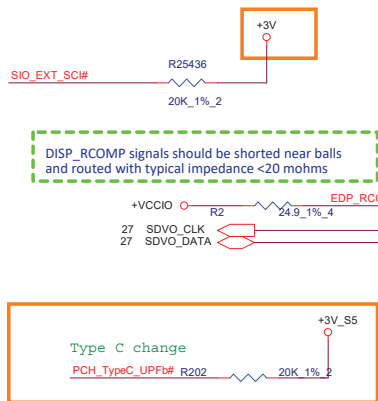 +3V
R25436
SIO_EXT_SCI#
20K_1%_2
DISP_RCOMP signals should be shorted near balls
and routed with typical impedance <20 mohms
+VCCIO R2 24.9_1%_4 EDP_RCO
27 SDVO_CLK
27 SDVO_DATA
+3V_S5
Type C change
PCH_TypeC_UPFb# R202 20K_1%_2